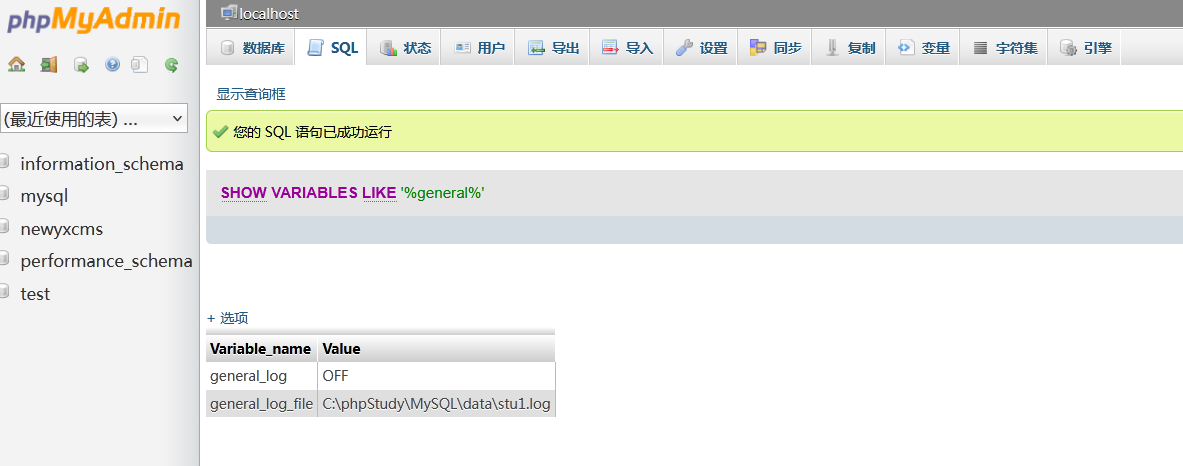 phpMyAdmin
(最近使用的表) ...
information_schema
mysql
newyxcms
performance_schema
test
localhost
数据库 SQL 状态 用户 导出 导入 设置 同步 复制 变量 字符集 引擎
显示查询框
您的 SQL 语句已成功运行
SHOW VARIABLES LIKE '%general%'
+ 选项
Variable_name Value
general_log OFF
general_log_file C:\phpStudy\MySQL\data\stu1.log